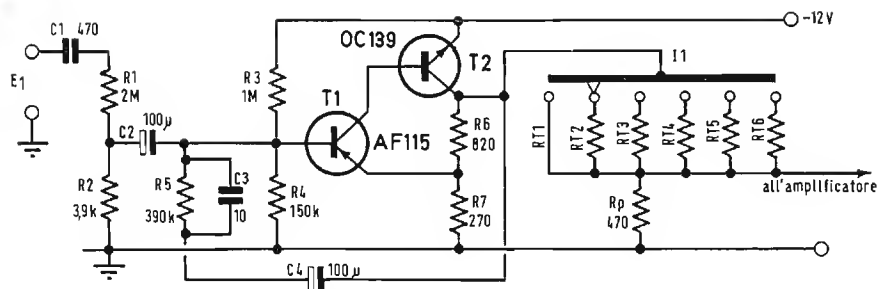 C1 470
E1
R1
2M
C2 100μ
R2
3,9k
R5
390k
C3
10
R3
1M
R4
150k
T1
AF115
OC139
T2
R6
820
R7
270
C4 100μ
-12V
I1
RT1
RT2
RT3
RT4
RT5
RT6
Rp
470
all'amplificatore